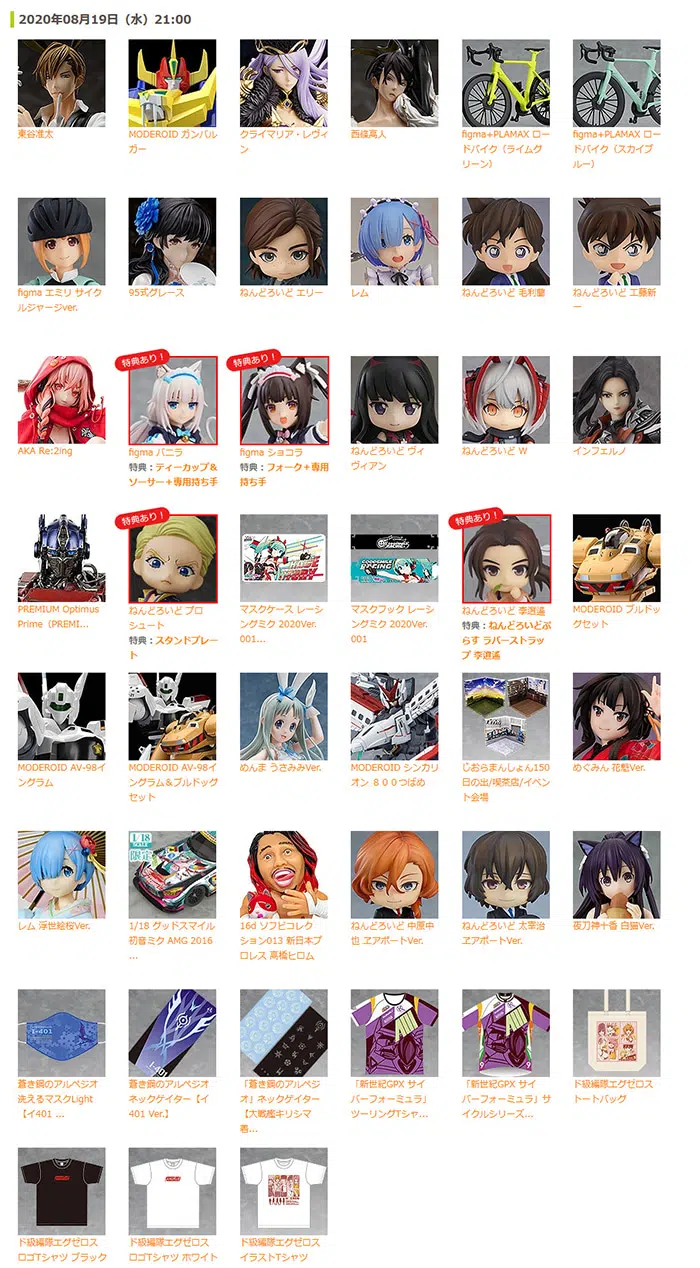 2020年08月19日（水）21:00
東谷准太
MODEROID ガンバル
ガー
クライマリア・レヴィ
ン
西條高人
figma+PLAMAX ロー
ドバイク（ライムグ
リーン）
figma+PLAMAX ロー
ドバイク（スカイブ
ルー）
figma エミリ サイク
ルジャージver.
95式グレース
ねんどろいど エリー
レム
ねんどろいど 毛利蘭
ねんどろいど 工藤新
一
AKA Re:2ing
特典あり！
figma バニラ
特典：ティーカップ＆
ソーサー＋専用持ち手
特典あり！
figma ショコラ
特典：フォーク＋専用
持ち手
ねんどろいど ヴィ
ヴィアン
ねんどろいど W
インフェルノ
PREMIUM Optimus
Prime（PREMI...
特典あり！
ねんどろいど プロ
シュート
特典：スタンドプレー
ト
マスクケース レーシ
ングミク 2020Ver.
001...
マスクフック レーシ
ングミク 2020Ver.
001
特典あり！
ねんどろいど 李逍遙
特典：ねんどろいどぷ
らす ラバーストラッ
プ 李逍遙
MODEROID ブルドッ
グセット
MODEROID AV-98イ
ングラム
MODEROID AV-98イ
ングラム＆ブルドッグ
セット
めんま うさみみVer.
MODEROID シンカリ
オン ８００つばめ
じおらまんしょん150
日の出/喫茶店/イベン
ト会場
めぐみん 花魁Ver.
レム 浮世絵桜Ver.
1/18
SCALE
限定
1/18 グッドスマイル
初音ミク AMG 2016
...
16d ソフビコレク
ション013 新日本プ
ロレス 高橋ヒロム
ねんどろいど 中原中
也 ヱアポートVer.
ねんどろいど 太宰治
ヱアポートVer.
夜刀神十香 白猫Ver.
I-401
蒼き鋼のアルペジオ
洗えるマスクLight
【イ401 ...
I-401
蒼き鋼のアルペジオ
ネックゲイター【イ
401 Ver.】
「蒼き鋼のアルペジ
オ」ネックゲイター
【大戦艦キリシマ
君...
「新世紀GPX サイ
バーフォーミュラ」
ツーリングTシャ...
「新世紀GPX サイ
バーフォーミュラ」サ
イクルシリーズ...
ド級編隊エグゼロス
トートバッグ
ド級編隊エグゼロス
ロゴTシャツ ブラック
ド級編隊エグゼロス
ロゴTシャツ ホワイト
ド級編隊エグゼロス
イラストTシャツ